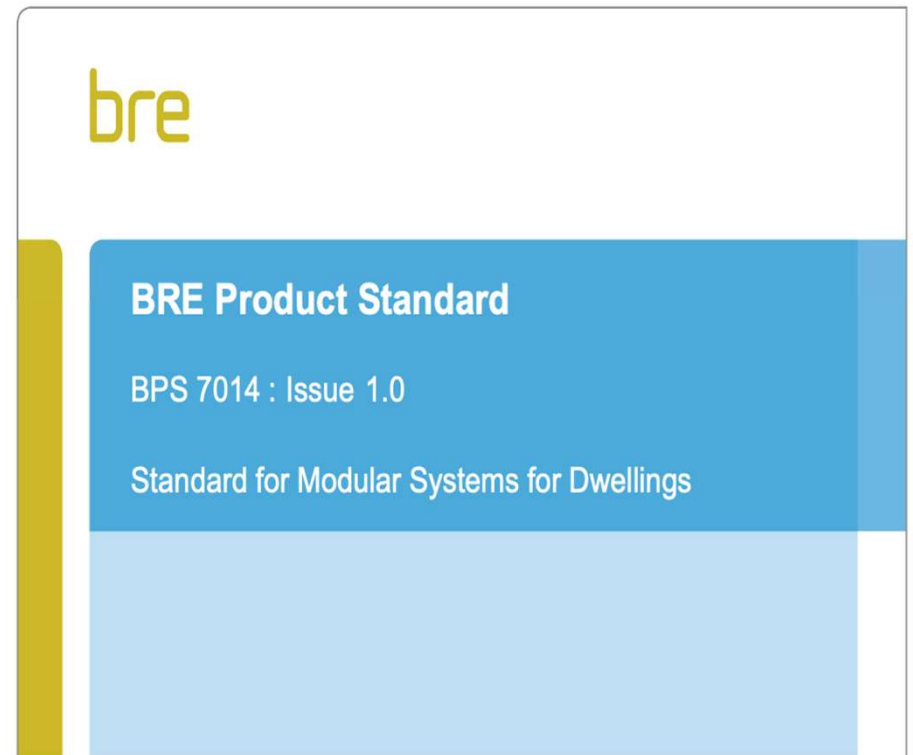 bre
BRE Product Standard
BPS 7014 : Issue 1.0
Standard for Modular Systems for Dwellings